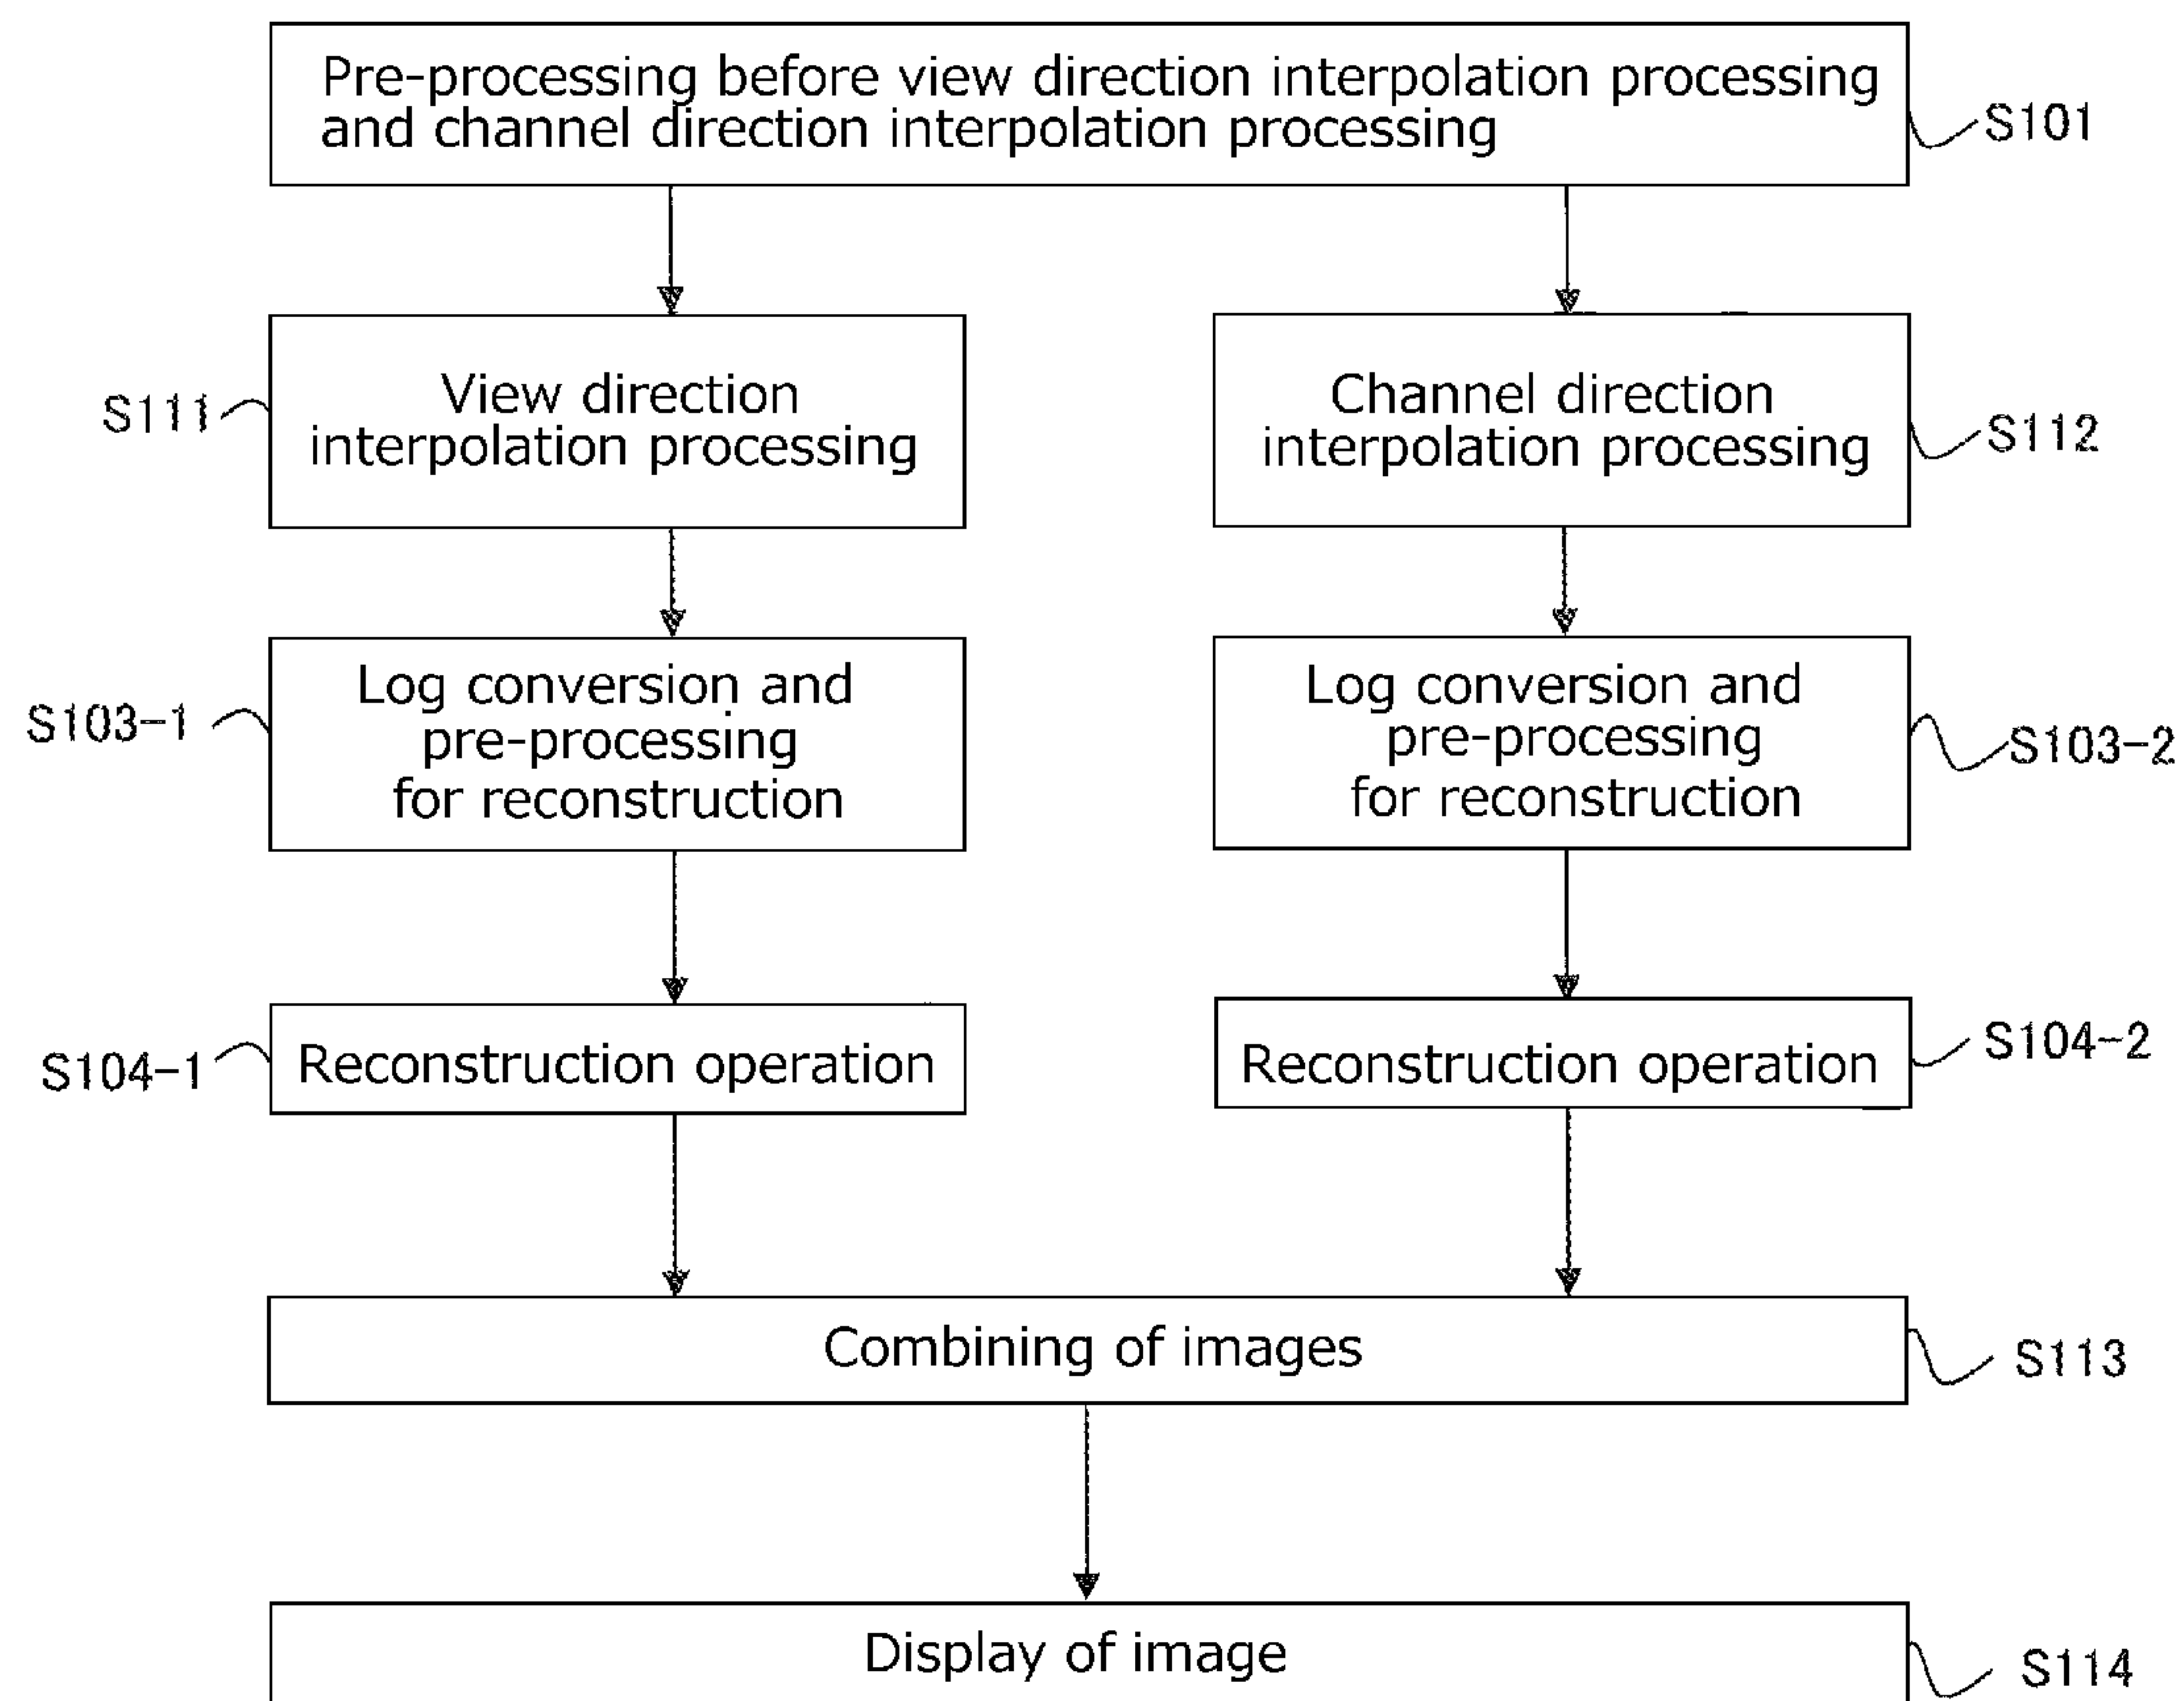 Pre-processing before view direction interpolation processing
and channel direction interpolation processing
S101
S111
View direction
interpolation processing
Channel direction
interpolation processing
S112
S103-1
Log conversion and
pre-processing
for reconstruction
Log conversion and
pre-processing
for reconstruction
S103-2
S104-1
Reconstruction operation
Reconstruction operation
S104-2
Combining of images
S113
Display of image
S114